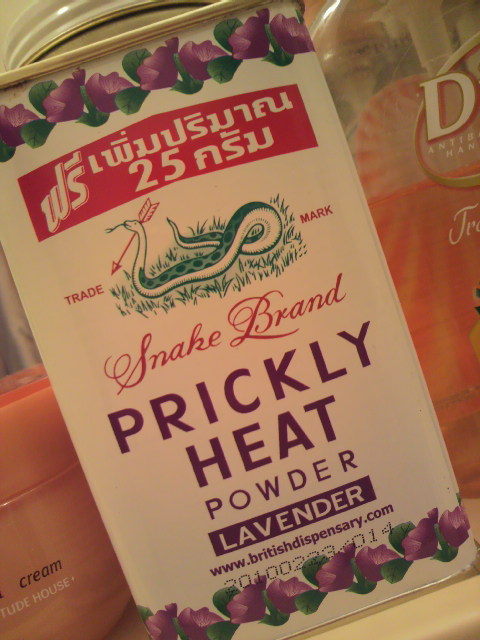 ฟรี เพิ่มปริมาณ
25 กรัม
TRADE MARK
Snake Brand
PRICKLY
HEAT
POWDER
LAVENDER
www.britishdispensary.com
cream